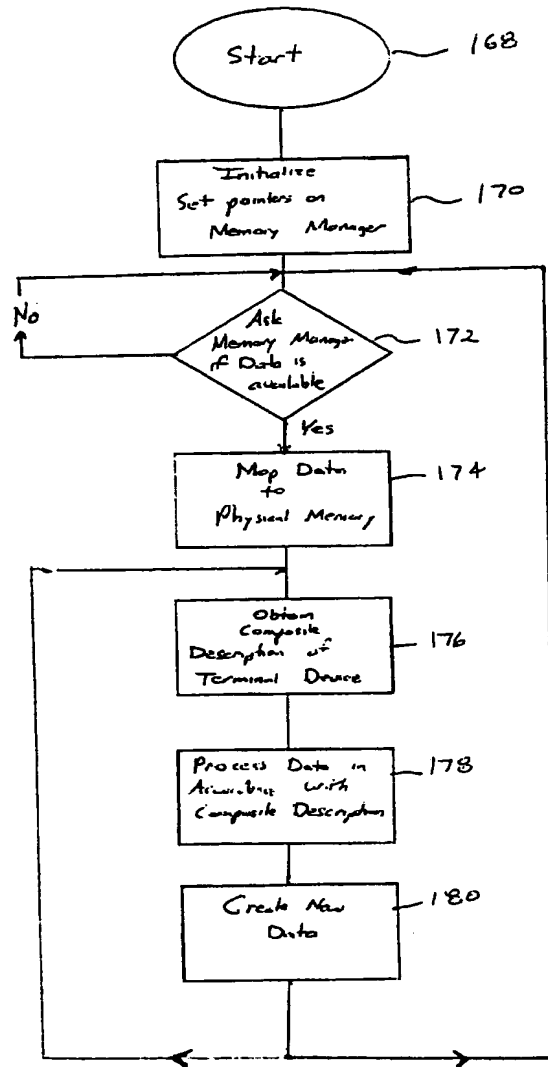 Start
168
Initialize
Set pointers on
Memory Manager
170
No
Ask
Memory Manager
if Data is
available
172
Yes
Map Data
to
Physical Memory
174
Obtain
Composite
Description of
Terminal Device
176
Process Data in
with
Composite Description
178
Create New
Data
180